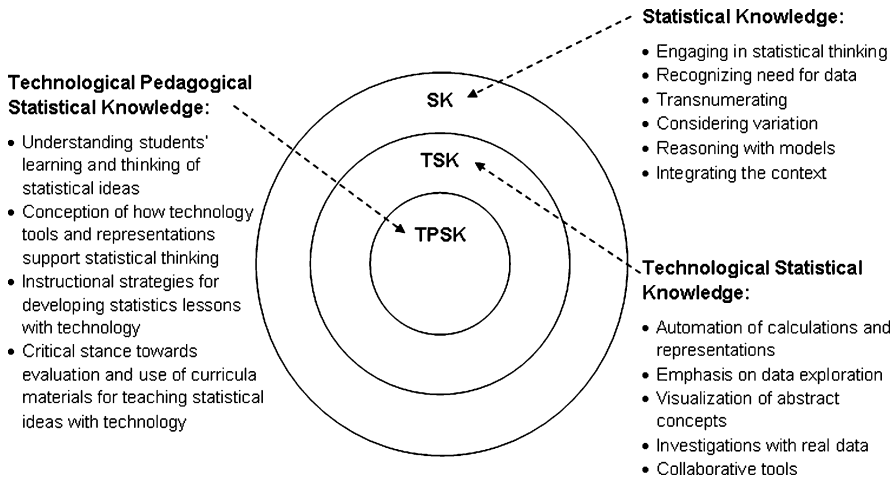 Statistical Knowledge:
• Engaging in statistical thinking
• Recognizing need for data
• Transnumerating
• Considering variation
• Reasoning with models
• Integrating the context
Technological Pedagogical
Statistical Knowledge:
• Understanding students'
learning and thinking of
statistical ideas
• Conception of how technology
tools and representations
support statistical thinking
• Instructional strategies for
developing statistics lessons
with technology
• Critical stance towards
evaluation and use of curricula
materials for teaching statistical
ideas with technology
SK
TSK
TPSK
Technological Statistical
Knowledge:
• Automation of calculations and
representations
• Emphasis on data exploration
• Visualization of abstract
concepts
• Investigations with real data
• Collaborative tools